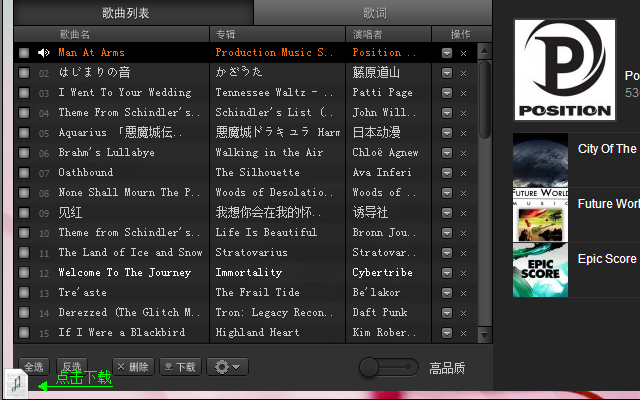 歌曲列表 歌词
歌曲名 专辑 演唱者 操作
Man At Arms Production Music S.. Position ..
02 はじまりの音 かざうた 藤原道山
03 I Went To Your Wedding Tennessee Waltz - .. Patti Page
04 Theme From Schindler's.. Schindler's List (.. John Will..
05 Aquarius 「悪魔城伝.. 悪魔城ドラキュラ Harm 日本动漫
06 Brahm's Lullabye Walking in the Air Chloë Agnew
07 Oathbound The Silhouette Ava Inferi
08 None Shall Mourn The P.. Woods of Desolatio.. Woods of ..
09 见红 我想你会在我的怀.. 诱导社
10 Theme from Schindler's.. Life Is Beautiful Bronn Jou..
11 The Land of Ice and Snow Stratovarius Stratovar..
12 Welcome To The Journey Immortality Cybertribe
13 Tre'aste The Frail Tide Be'lakor
14 Derezzed (The Glitch M.. Tron: Legacy Recon.. Daft Punk
15 If I Were a Blackbird Highland Heart Kim Rober..
全选 反选 删除 下载 高品质
点击下载
POSITION
Po
53
City Of The
FUTURE WORLD
MUSIC
Future Worl
EPIC
SCORE
Epic Score